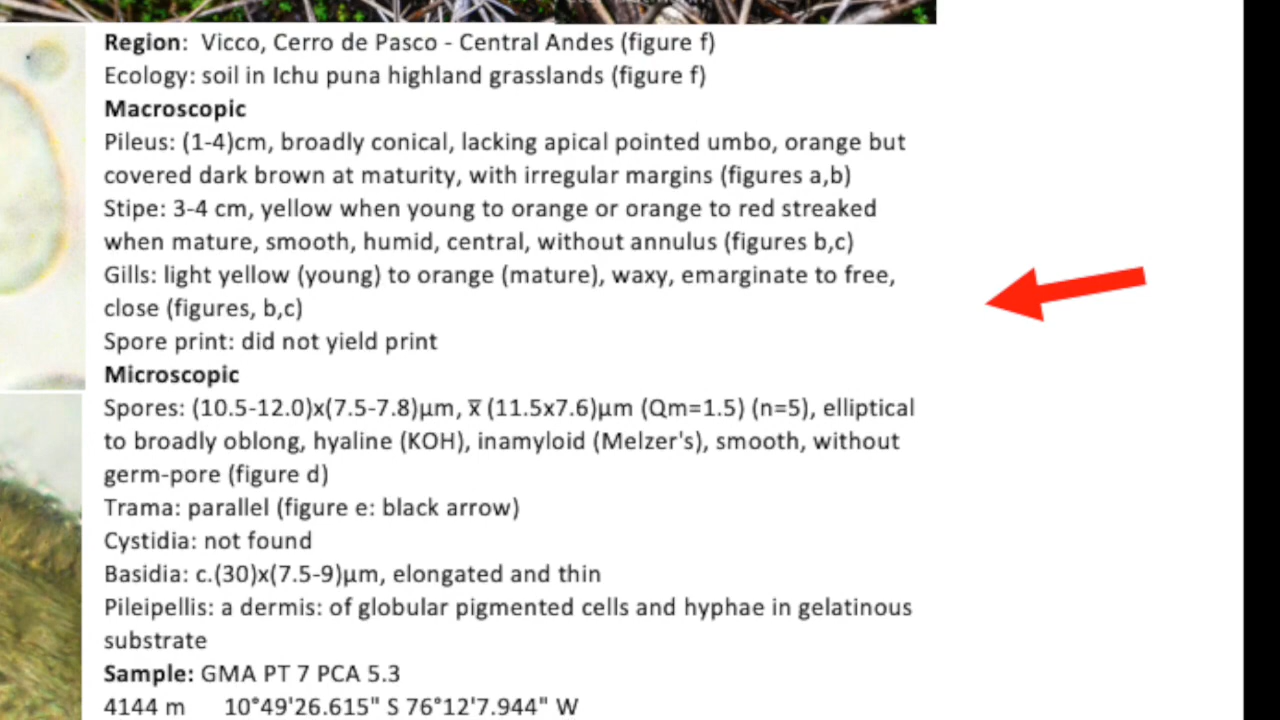 Region: Vicco, Cerro de Pasco - Central Andes (figure f)
Ecology: soil in Ichu puna highland grasslands (figure f)
Macroscopic
Pileus: (1-4)cm, broadly conical, lacking apical pointed umbo, orange but
covered dark brown at maturity, with irregular margins (figures a,b)
Stipe: 3-4 cm, yellow when young to orange or orange to red streaked
when mature, smooth, humid, central, without annulus (figures b,c)
Gills: light yellow (young) to orange (mature), waxy, emarginate to free,
close (figures, b,c)
Spore print: did not yield print
Microscopic
Spores: (10.5-12.0)x(7.5-7.8)µm, x̅ (11.5x7.6)µm (Qm=1.5) (n=5), elliptical
to broadly oblong, hyaline (KOH), inamyloid (Melzer's), smooth, without
germ-pore (figure d)
Trama: parallel (figure e: black arrow)
Cystidia: not found
Basidia: c.(30)x(7.5-9)µm, elongated and thin
Pileipellis: a dermis: of globular pigmented cells and hyphae in gelatinous
substrate
Sample: GMA PT 7 PCA 5.3
4144 m 10°49'26.615" S 76°12'7.944" W